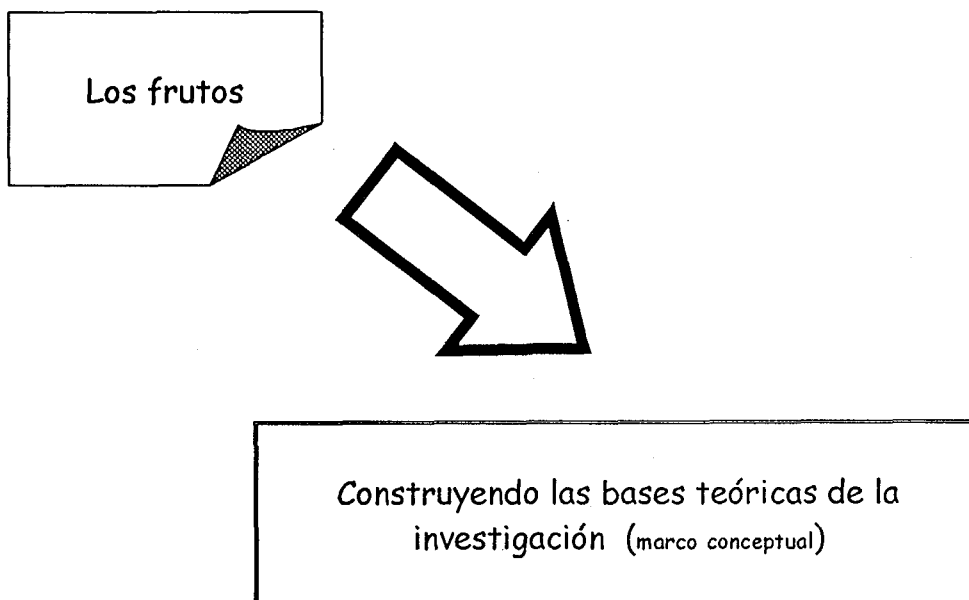 Los frutos
Construyendo las bases teóricas de la
investigación (marco conceptual)